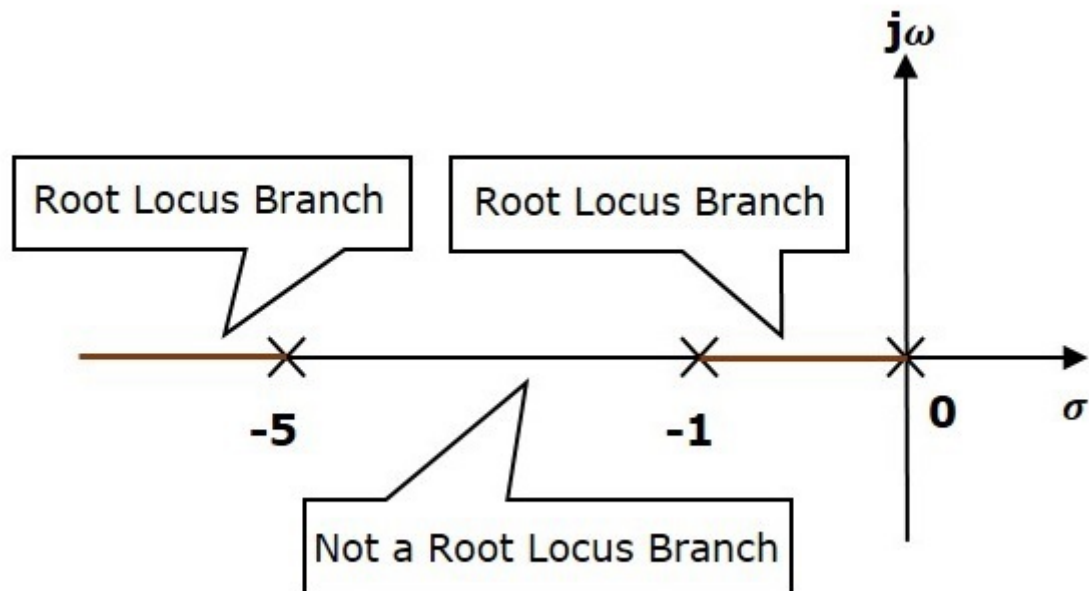 jω
Root Locus Branch
Root Locus Branch
-5
-1
0
σ
Not a Root Locus Branch